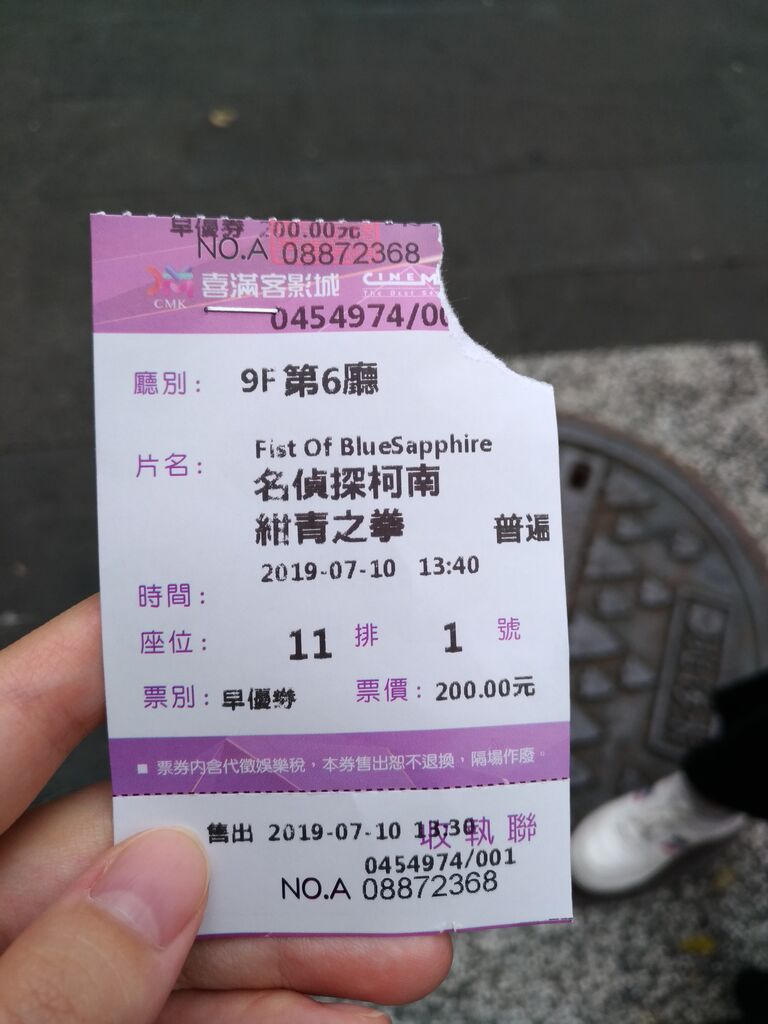 早優券 200.00元
NO.A 08872368
CMK 喜滿客影城 CINEM
The Best Se
0454974/00
廳別： 9F 第6廳
Fist Of BlueSapphire
片名： 名偵探柯南
紺青之拳 普遍
2019-07-10 13:40
時間：
座位： 11 排 1 號
票別： 早優券 票價： 200.00元
■ 票券內含代徵娛樂稅，本券售出恕不退換，隔場作廢。
售出 2019-07-10 13:30 收執聯
0454974/001
NO.A 08872368